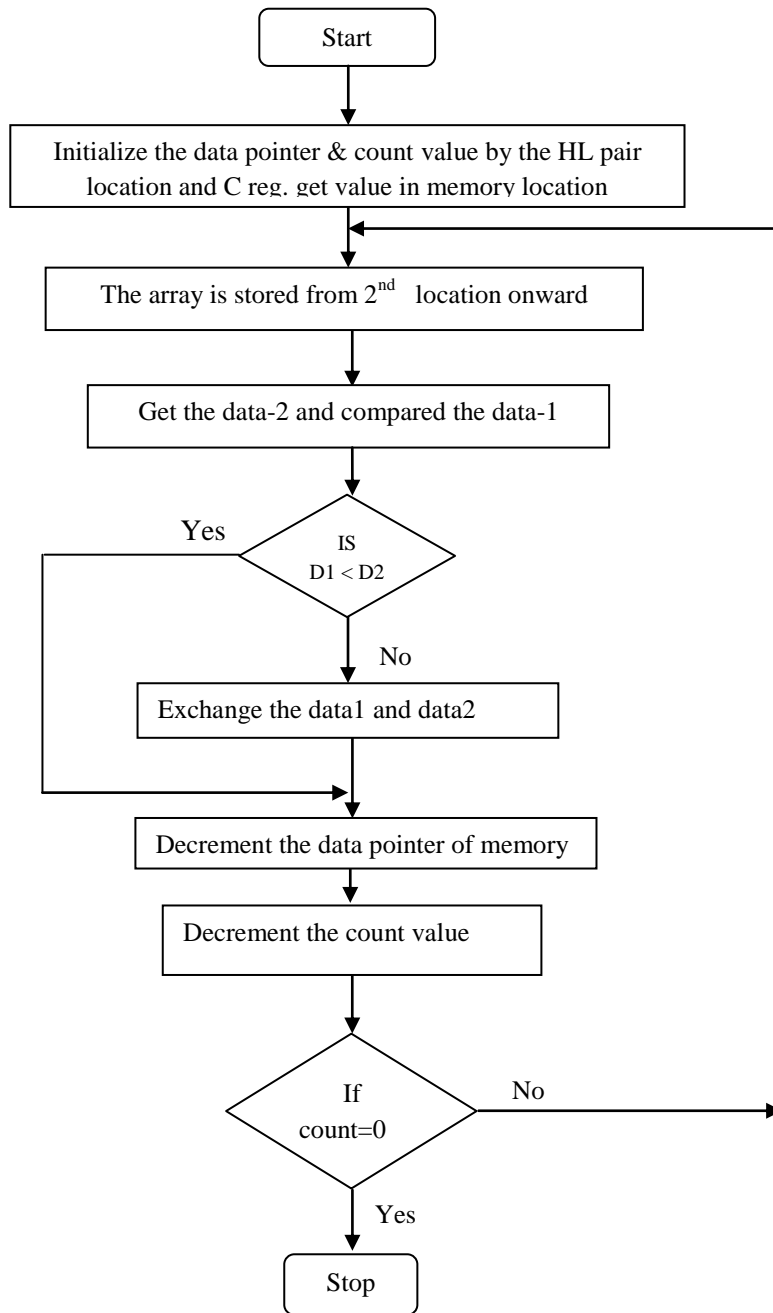 Start
Initialize the data pointer & count value by the HL pair
location and C reg. get value in memory location
The array is stored from 2nd location onward
Get the data-2 and compared the data-1
Yes
IS
D1 < D2
No
Exchange the data1 and data2
Decrement the data pointer of memory
Decrement the count value
If
count=0
No
Yes
Stop